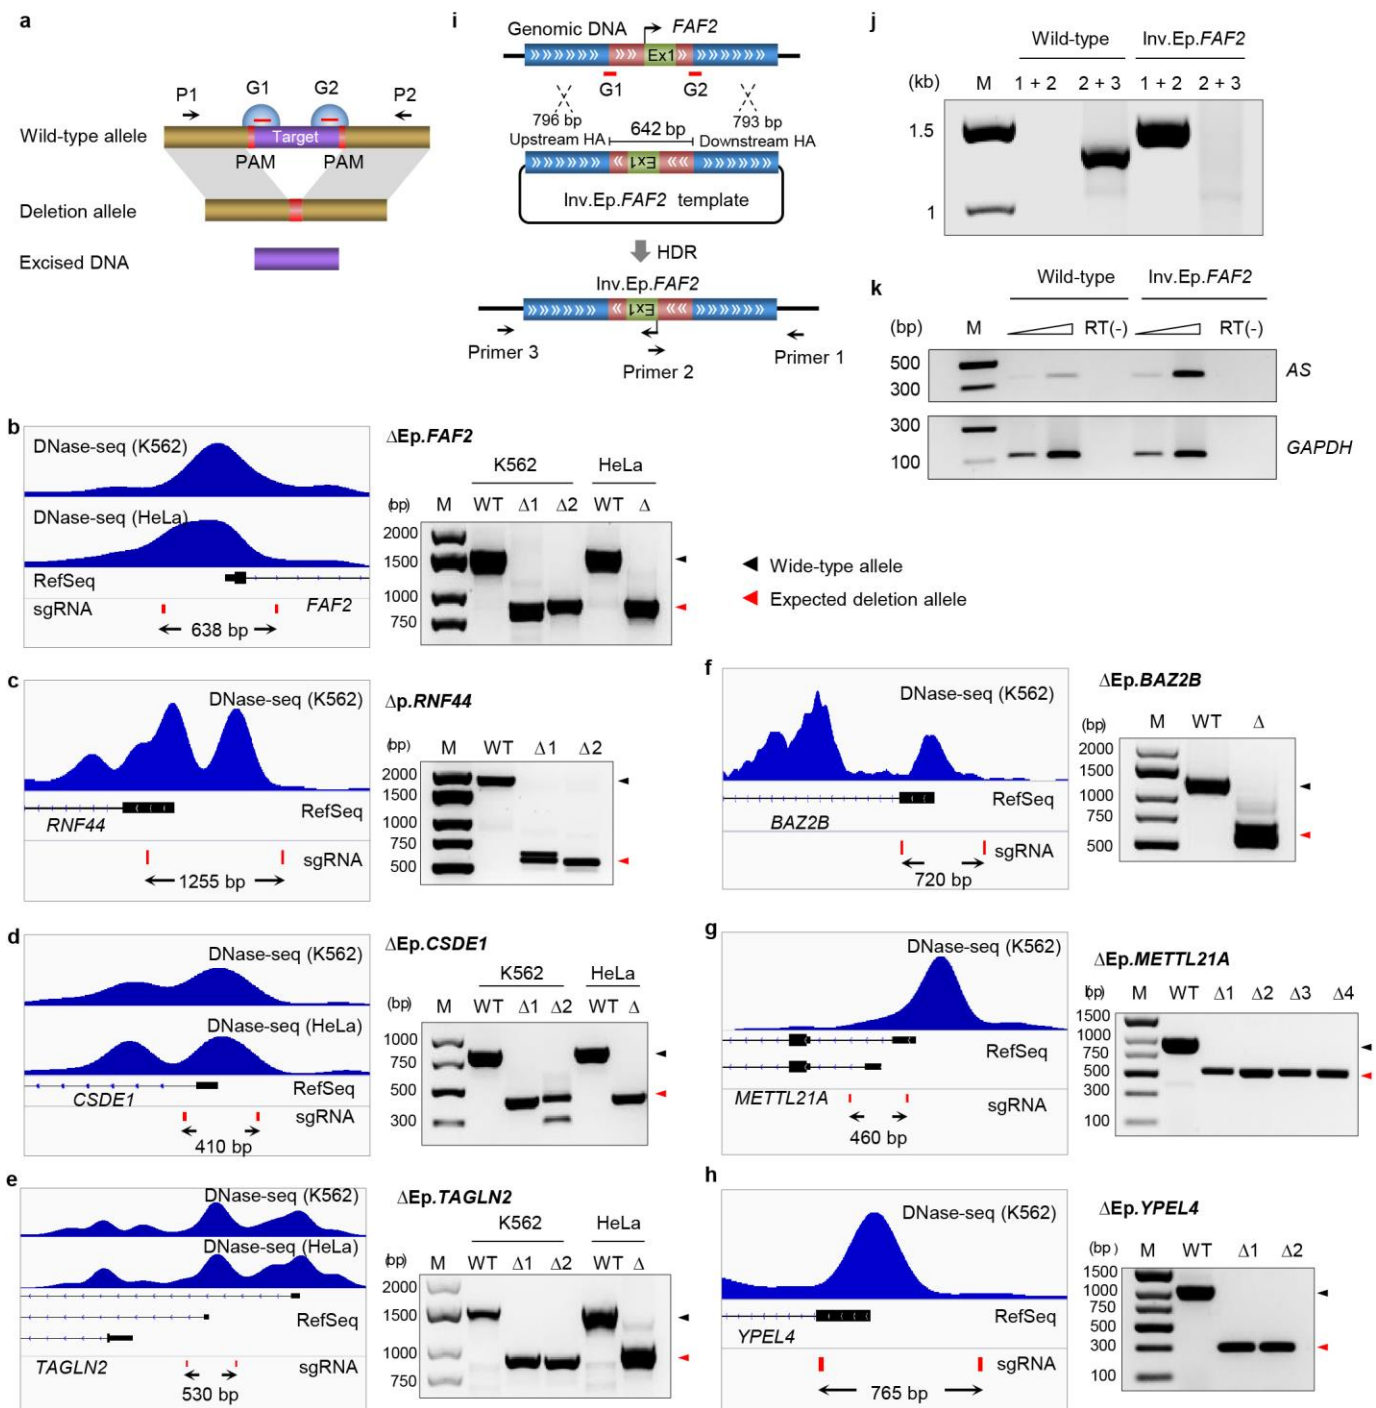 a
P1 G1 G2 P2
Wild-type allele
Target
PAM PAM
Deletion allele
Excised DNA
i
Genomic DNA FAF2
Ex1
G1 G2
796 bp 793 bp
Upstream HA 642 bp Downstream HA
Ex1
Inv.Ep.FAF2 template
HDR
Inv.Ep.FAF2
Ex1
Primer 3 Primer 1
Primer 2
j
Wild-type Inv.Ep.FAF2
(kb) M 1 + 2 2 + 3 1 + 2 2 + 3
1.5
1
k
Wild-type Inv.Ep.FAF2
(bp) M RT(-) RT(-)
500
300
AS
300
100
GAPDH
b
DNase-seq (K562)
DNase-seq (HeLa)
RefSeq
sgRNA FAF2
638 bp
ΔEp.FAF2
K562 HeLa
(bp) M WT Δ1 Δ2 WT Δ
2000
1500
1000
750
Wide-type allele
Expected deletion allele
c
DNase-seq (K562)
RefSeq
RNF44
sgRNA
1255 bp
Δp.RNF44
(bp) M WT Δ1 Δ2
2000
1500
1000
750
500
d
DNase-seq (K562)
DNase-seq (HeLa)
RefSeq
CSDE1
sgRNA
410 bp
ΔEp.CSDE1
K562 HeLa
(bp) M WT Δ1 Δ2 WT Δ
1000
750
500
300
e
DNase-seq (K562)
DNase-seq (HeLa)
RefSeq
TAGLN2 sgRNA
530 bp
ΔEp.TAGLN2
K562 HeLa
(bp) M WT Δ1 Δ2 WT Δ
2000
1500
1000
750
f
DNase-seq (K562)
RefSeq
BAZ2B
sgRNA
720 bp
ΔEp.BAZ2B
(bp) M WT Δ
2000
1500
1000
750
500
g
DNase-seq (K562)
RefSeq
METTL21A sgRNA
460 bp
ΔEp.METTL21A
(bp) M WT Δ1 Δ2 Δ3 Δ4
1500
1000
750
500
300
100
h
DNase-seq (K562)
RefSeq
YPEL4
sgRNA
765 bp
ΔEp.YPEL4
(bp) M WT Δ1 Δ2
1500
1000
750
500
300
100